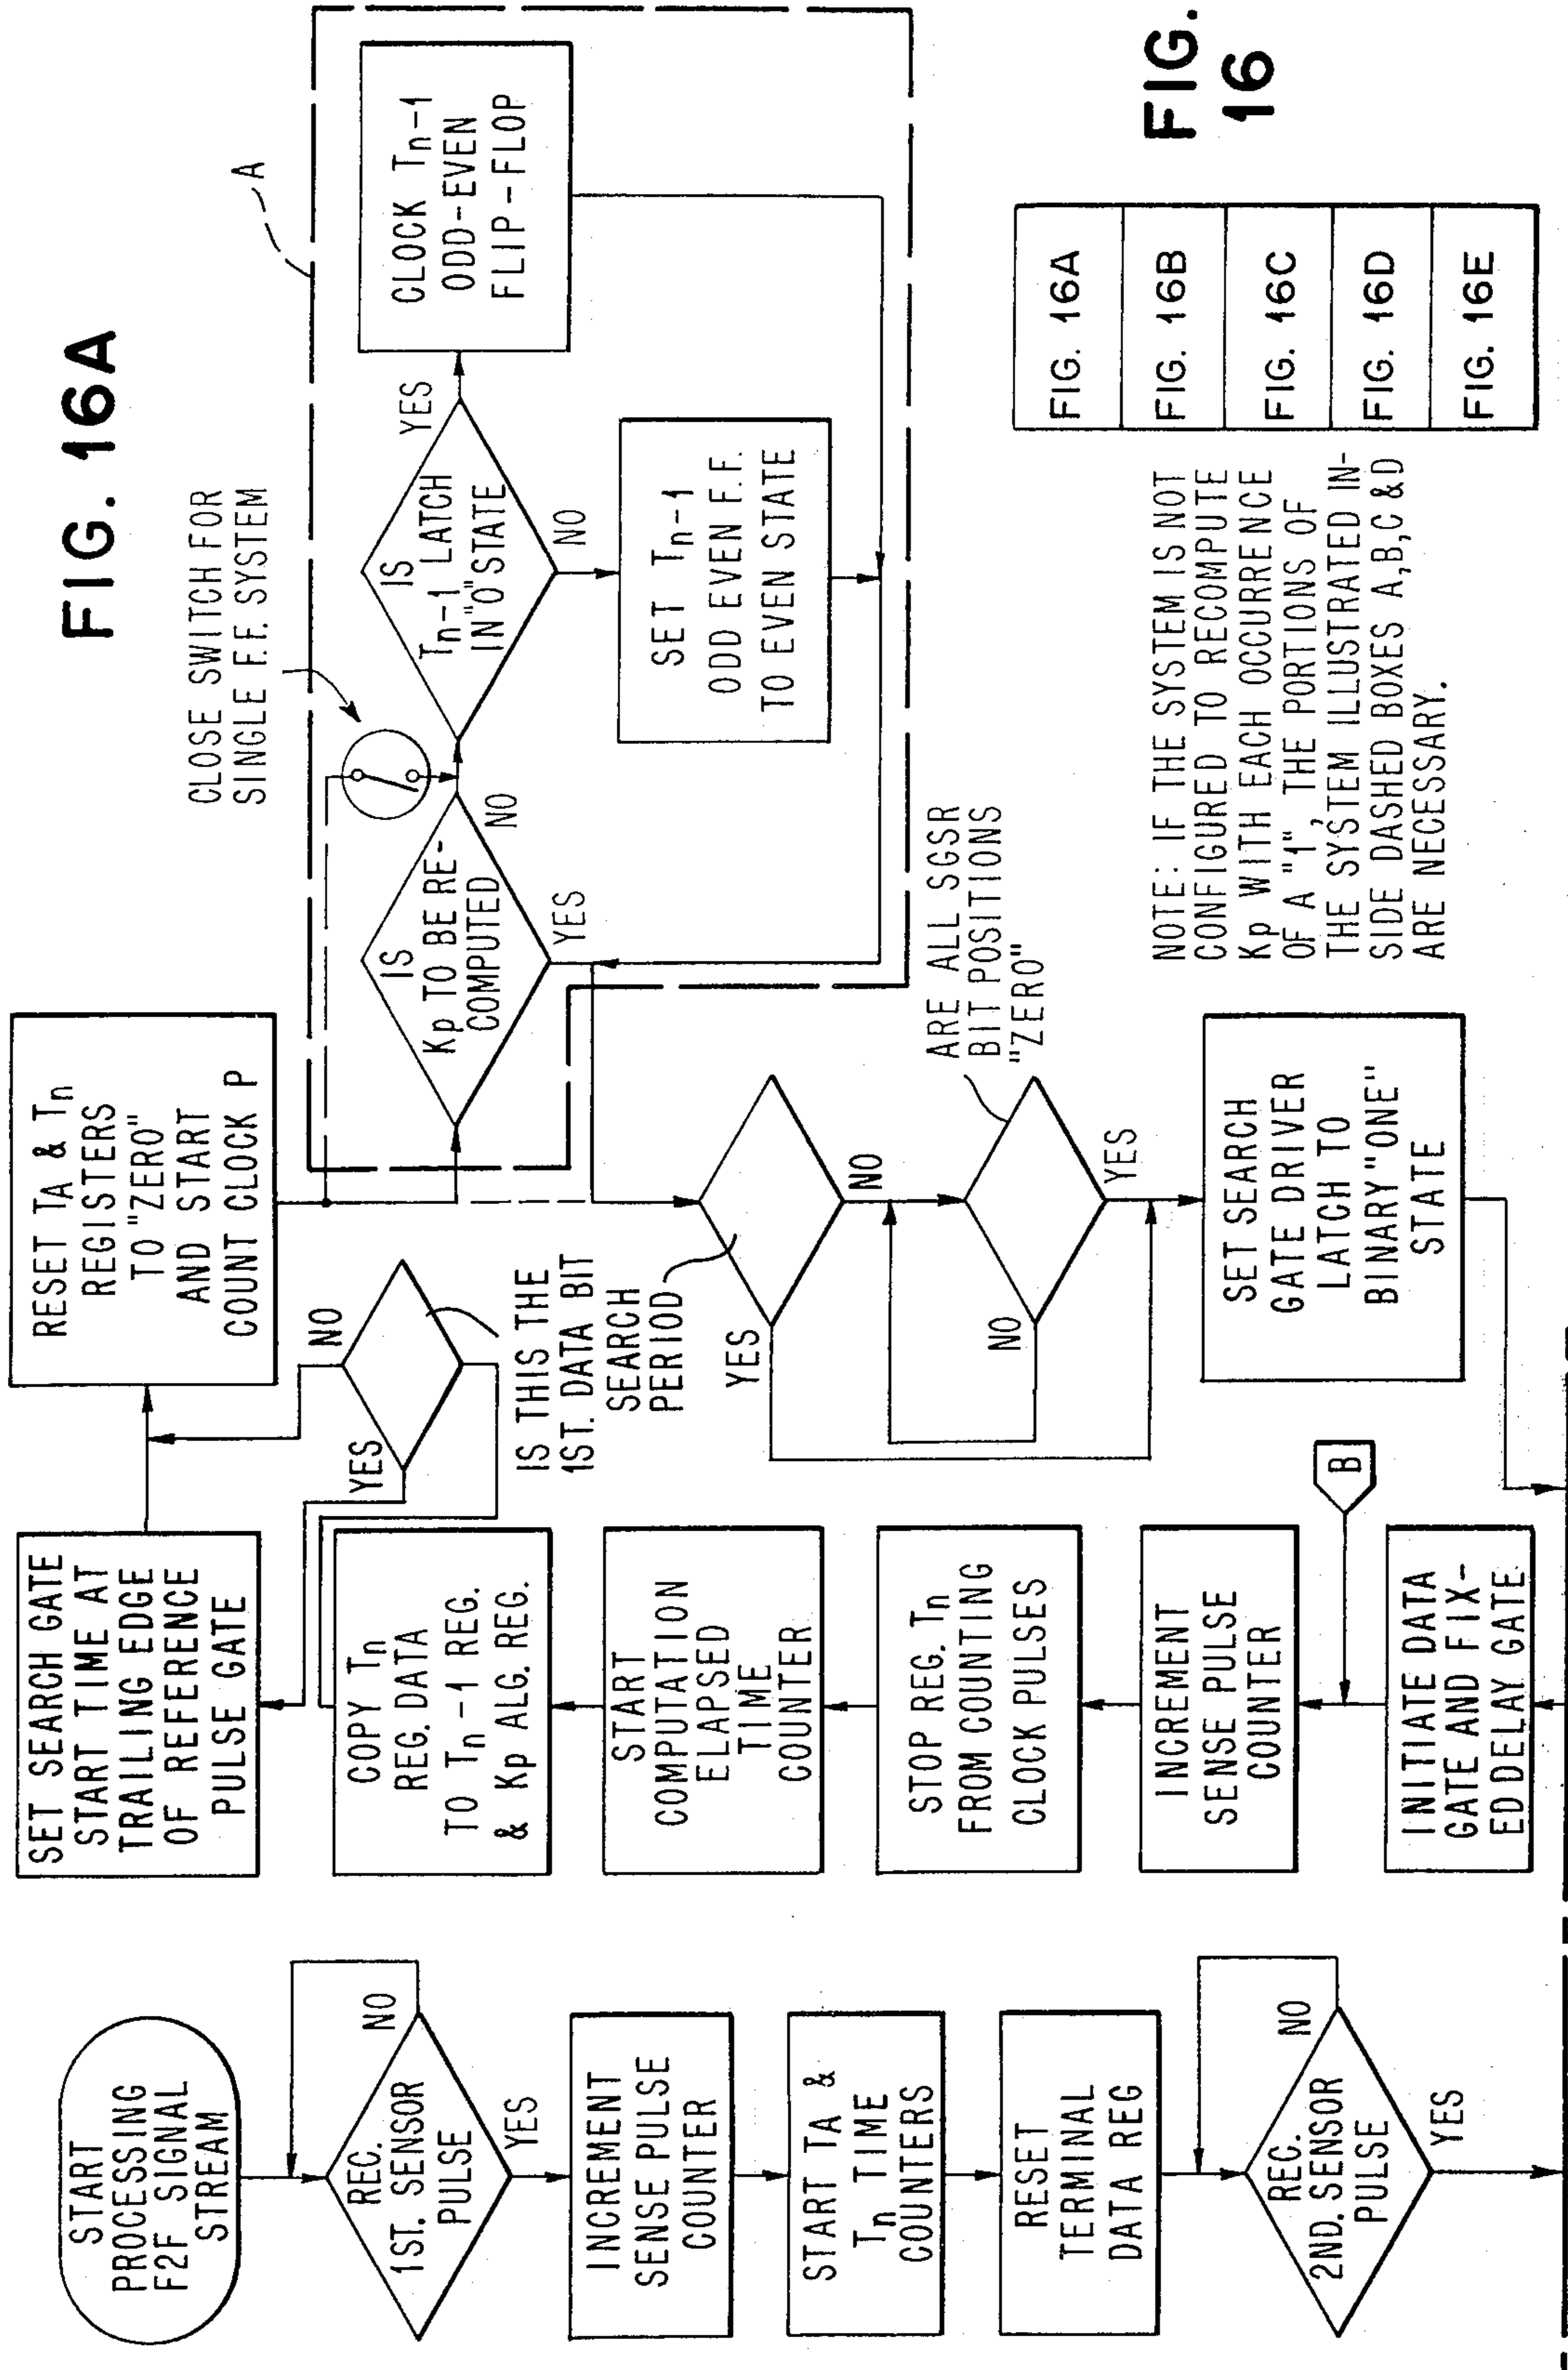 FIG. 16A
START
PROCESSING
F2F SIGNAL
STREAM
REC.
1ST. SENSOR
PULSE
NO
YES
INCREMENT
SENSE PULSE
COUNTER
START TA &
Tn TIME
COUNTERS
RESET
TERMINAL
DATA REG
REC.
2ND. SENSOR
PULSE
NO
YES
SET SEARCH GATE
START TIME AT
TRAILING EDGE
OF REFERENCE
PULSE GATE
COPY Tn
REG. DATA
TO Tn-1 REG.
& Kp ALG. REG.
START
COMPUTATION
ELAPSED
TIME
COUNTER
STOP REG. Tn
FROM COUNTING
CLOCK PULSES
INCREMENT
SENSE PULSE
COUNTER
B
INITIATE DATA
GATE AND FIX-
ED DELAY GATE
YES
NO
IS THIS THE
1ST. DATA BIT
SEARCH
PERIOD
RESET TA & Tn
REGISTERS
TO "ZERO"
AND START
COUNT CLOCK P
YES
NO
ARE ALL SGSR
BIT POSITIONS
"ZERO"
NO
YES
SET SEARCH
GATE DRIVER
LATCH TO
BINARY "ONE"
STATE
CLOSE SWITCH FOR
SINGLE F.F. SYSTEM
A
IS
Kp TO BE RE-
COMPUTED
NO
YES
IS
Tn-1 LATCH
IN "0" STATE
YES
NO
CLOCK Tn-1
ODD-EVEN
FLIP-FLOP
SET Tn-1
ODD EVEN F.F.
TO EVEN STATE
NOTE: IF THE SYSTEM IS NOT
CONFIGURED TO RECOMPUTE
Kp WITH EACH OCCURRENCE
OF A "1", THE PORTIONS OF
THE SYSTEM ILLUSTRATED IN-
SIDE DASHED BOXES A,B,C & D
ARE NECESSARY.
FIG. 16A
FIG. 16B
FIG. 16C
FIG. 16D
FIG. 16E
FIG.
16